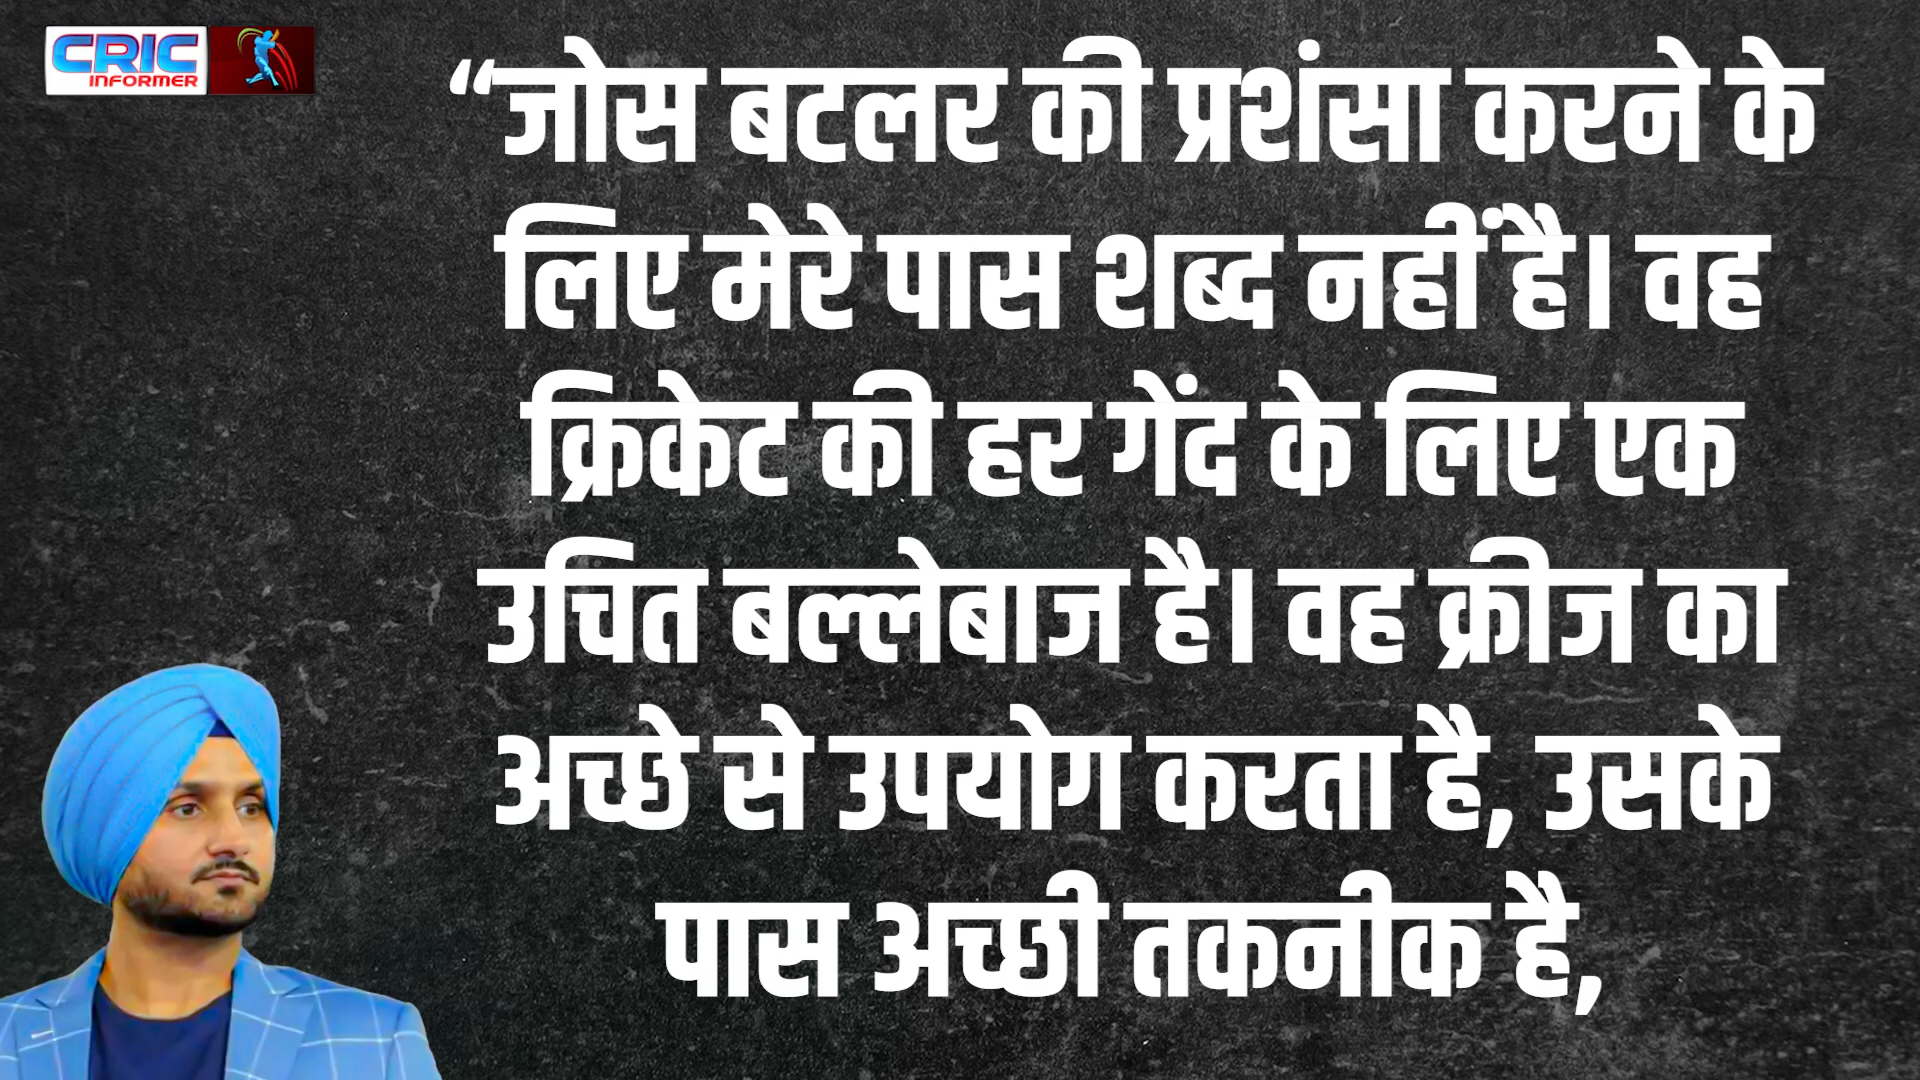 CRIC
INFORMER
“जोस बटलर की प्रशंसा करने के
लिए मेरे पास शब्द नहीं है। वह
क्रिकेट की हर गेंद के लिए एक
उचित बल्लेबाज है। वह क्रीज का
अच्छे से उपयोग करता है, उसके
पास अच्छी तकनीक है,